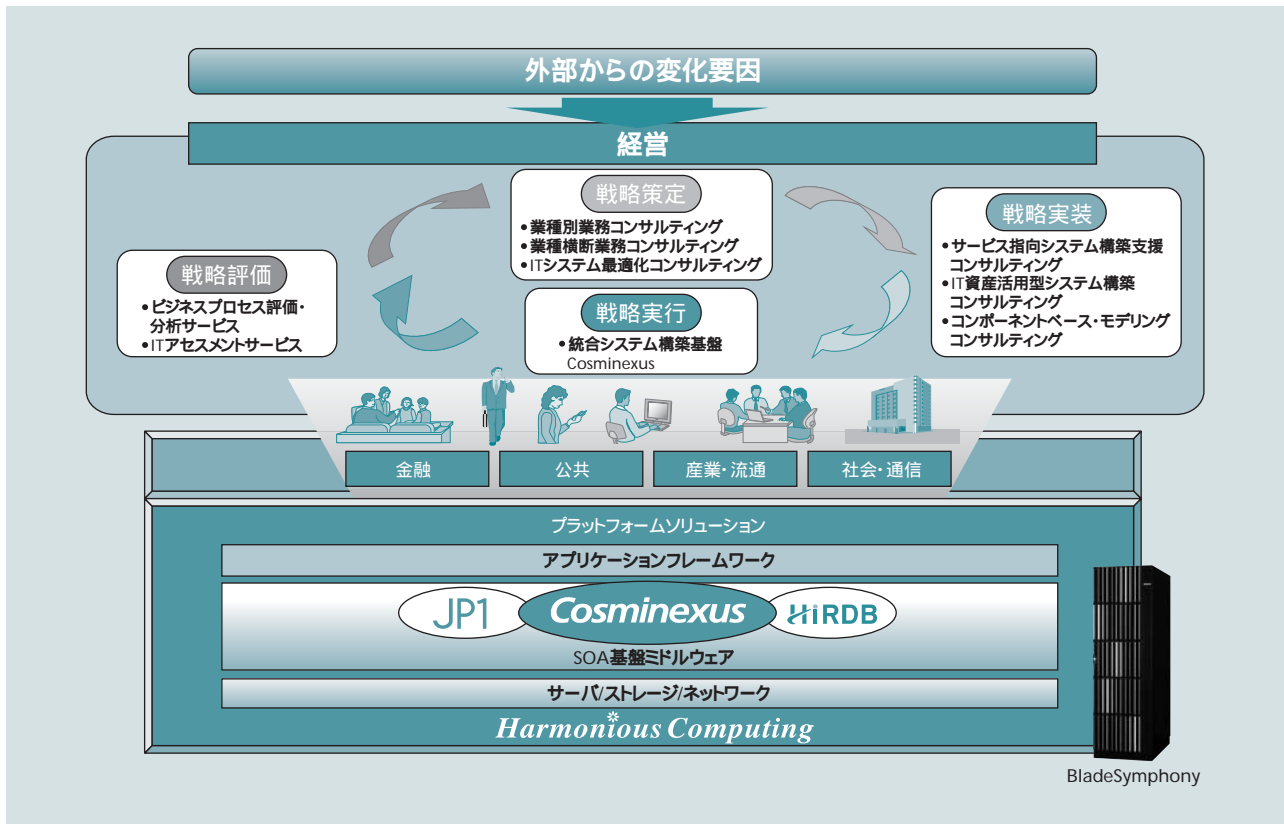 外部からの変化要因
経営
戦略策定
•業種別業務コンサルティング
•業種横断業務コンサルティング
•ITシステム最適化コンサルティング
戦略実装
•サービス指向システム構築支援
コンサルティング
•IT資産活用型システム構築
コンサルティング
•コンポーネントベース・モデリング
コンサルティング
戦略評価
•ビジネスプロセス評価・
分析サービス
•ITアセスメントサービス
戦略実行
•統合システム構築基盤
Cosminexus
金融
公共
産業・流通
社会・通信
プラットフォームソリューション
アプリケーションフレームワーク
JP1
Cosminexus
HiRDB
SOA基盤ミドルウェア
サーバ/ストレージ/ネットワーク
Harmonious Computing
BladeSymphony